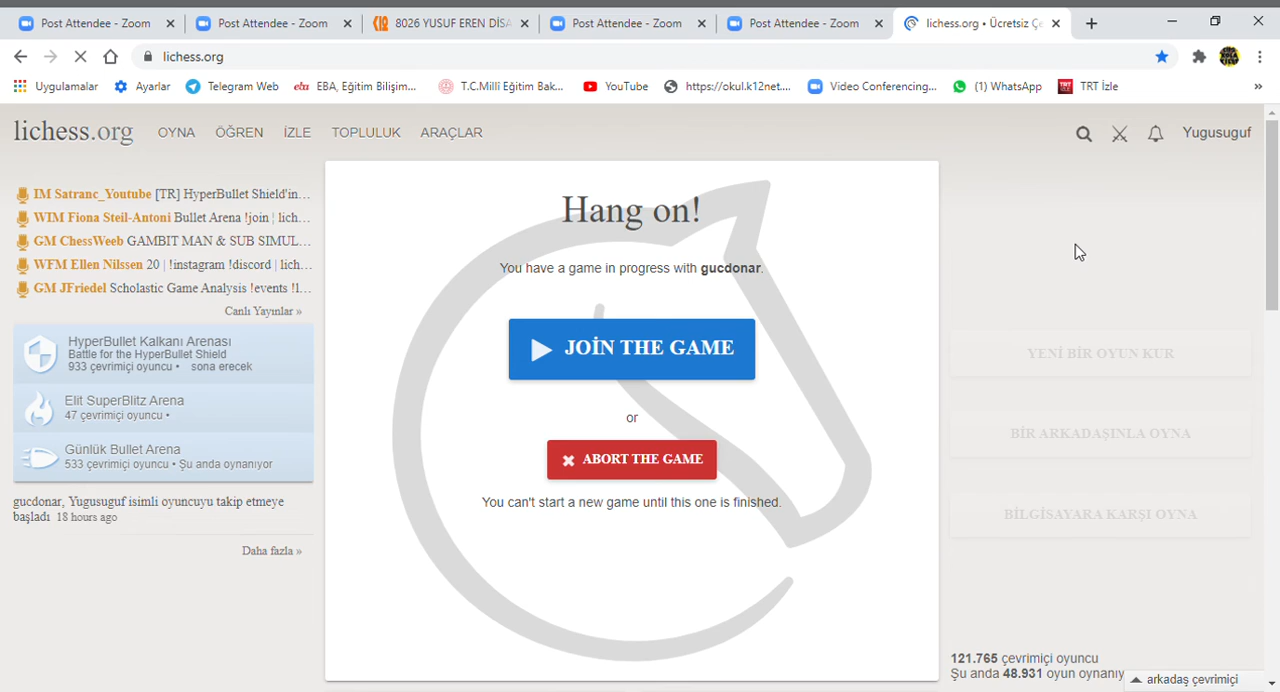 Post Attendee - Zoom
Post Attendee - Zoom
8026 YUSUF EREN DİSA
Post Attendee - Zoom
Post Attendee - Zoom
lichess.org • Ücretsiz Çe
lichess.org
Uygulamalar
Ayarlar
Telegram Web
eba
EBA, Eğitim Bilişim...
T.C.Millî Eğitim Bak...
YouTube
https://okul.k12net....
Video Conferencing...
(1) WhatsApp
TRT İzle
»
lichess.org
OYNA
ÖĞREN
İZLE
TOPLULUK
ARAÇLAR
Yugusuguf
IM Satranc_Youtube [TR] HyperBullet Shield'in...
WIM Fiona Steil-Antoni Bullet Arena !join | lich...
GM ChessWeeb GAMBIT MAN & SUB SIMUL...
WFM Ellen Nilssen 20 | !instagram !discord | lich...
GM JFriedel Scholastic Game Analysis !events !l...
Canlı Yayınlar »
HyperBullet Kalkanı Arenası
Battle for the HyperBullet Shield
933 çevrimiçi oyuncu • sona erecek
Elit SuperBlitz Arena
47 çevrimiçi oyuncu •
Günlük Bullet Arena
533 çevrimiçi oyuncu • Şu anda oynanıyor
gucdonar, Yugusuguf isimli oyuncuyu takip etmeye
başladı 18 hours ago
Daha fazla »
Hang on!
You have a game in progress with gucdonar.
JOİN THE GAME
or
ABORT THE GAME
You can't start a new game until this one is finished.
YENİ BİR OYUN KUR
BİR ARKADAŞINLA OYNA
BİLGİSAYARA KARŞI OYNA
121.765 çevrimiçi oyuncu
Şu anda 48.931 oyun oynanıy
arkadaş çevrimiçi